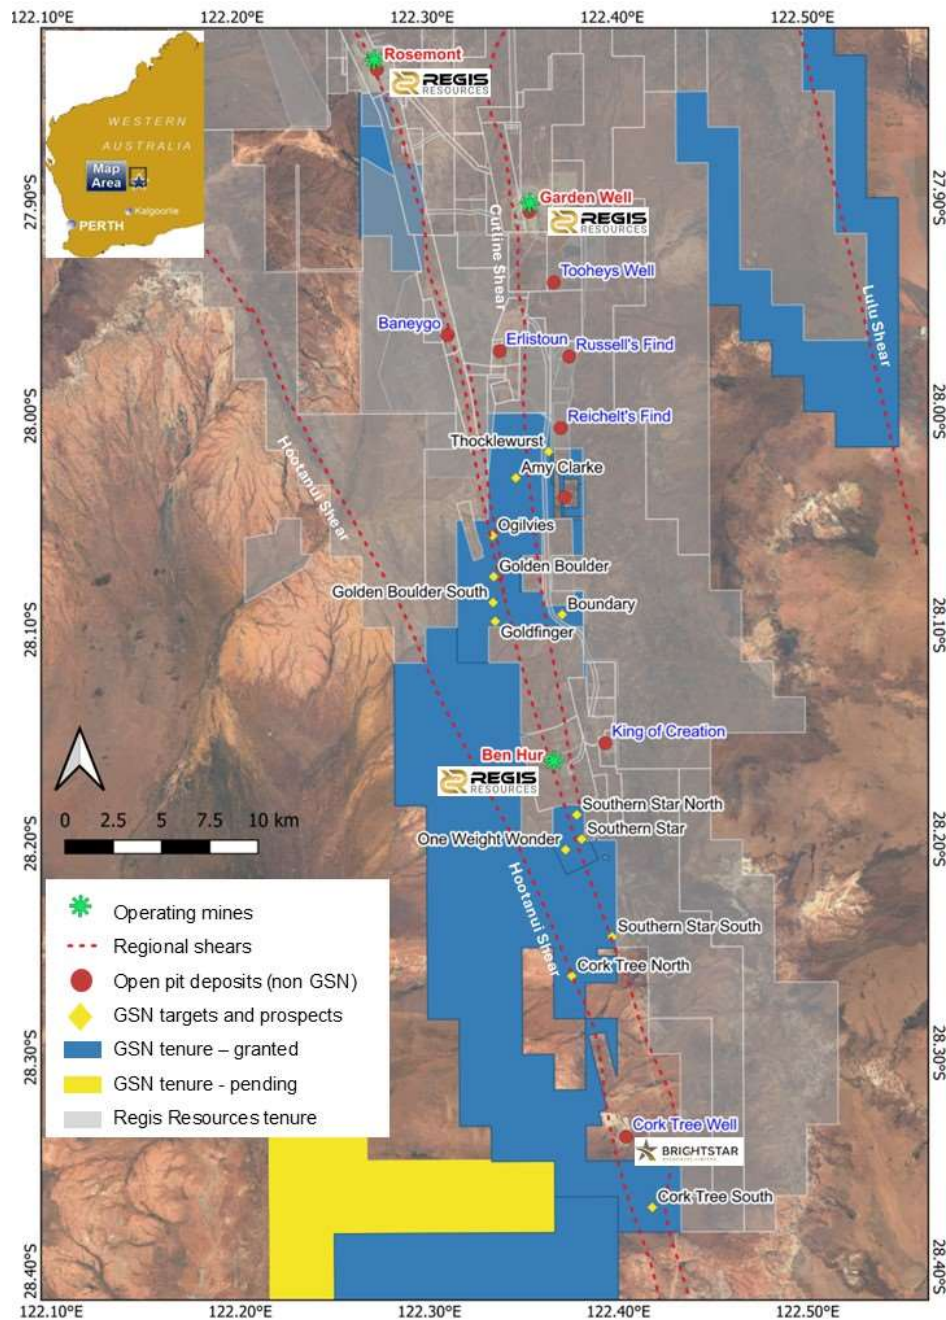 122.10°E 122.20°E 122.30°E 122.40°E 122.50°E
Rosemont
REGIS
RESOURCES
WESTERN
AUSTRALIA
Map
Area
Kalgoorlie
PERTH
27.90°S
27.90°S
Garden Well
REGIS
RESOURCES
Cutline Shear
Tooheys Well
Lulu Shear
Baneygo
Erlistoun
Russell's Find
28.00°S
28.00°S
Reichelt's Find
Thocklewurst
Amy Clarke
Hootanui Shear
Ogilvies
Golden Boulder
Golden Boulder South
Boundary
Goldfinger
28.10°S
28.10°S
King of Creation
Ben Hur
REGIS
RESOURCES
0 2.5 5 7.5 10 km
Southern Star North
Southern Star
One Weight Wonder
28.20°S
28.20°S
Hootanui Shear
Southern Star South
Cork Tree North
Operating mines
Regional shears
Open pit deposits (non GSN)
GSN targets and prospects
GSN tenure – granted
GSN tenure - pending
Regis Resources tenure
28.30°S
28.30°S
Cork Tree Well
BRIGHTSTAR
Cork Tree South
28.40°S
28.40°S
122.10°E 122.20°E 122.30°E 122.40°E 122.50°E